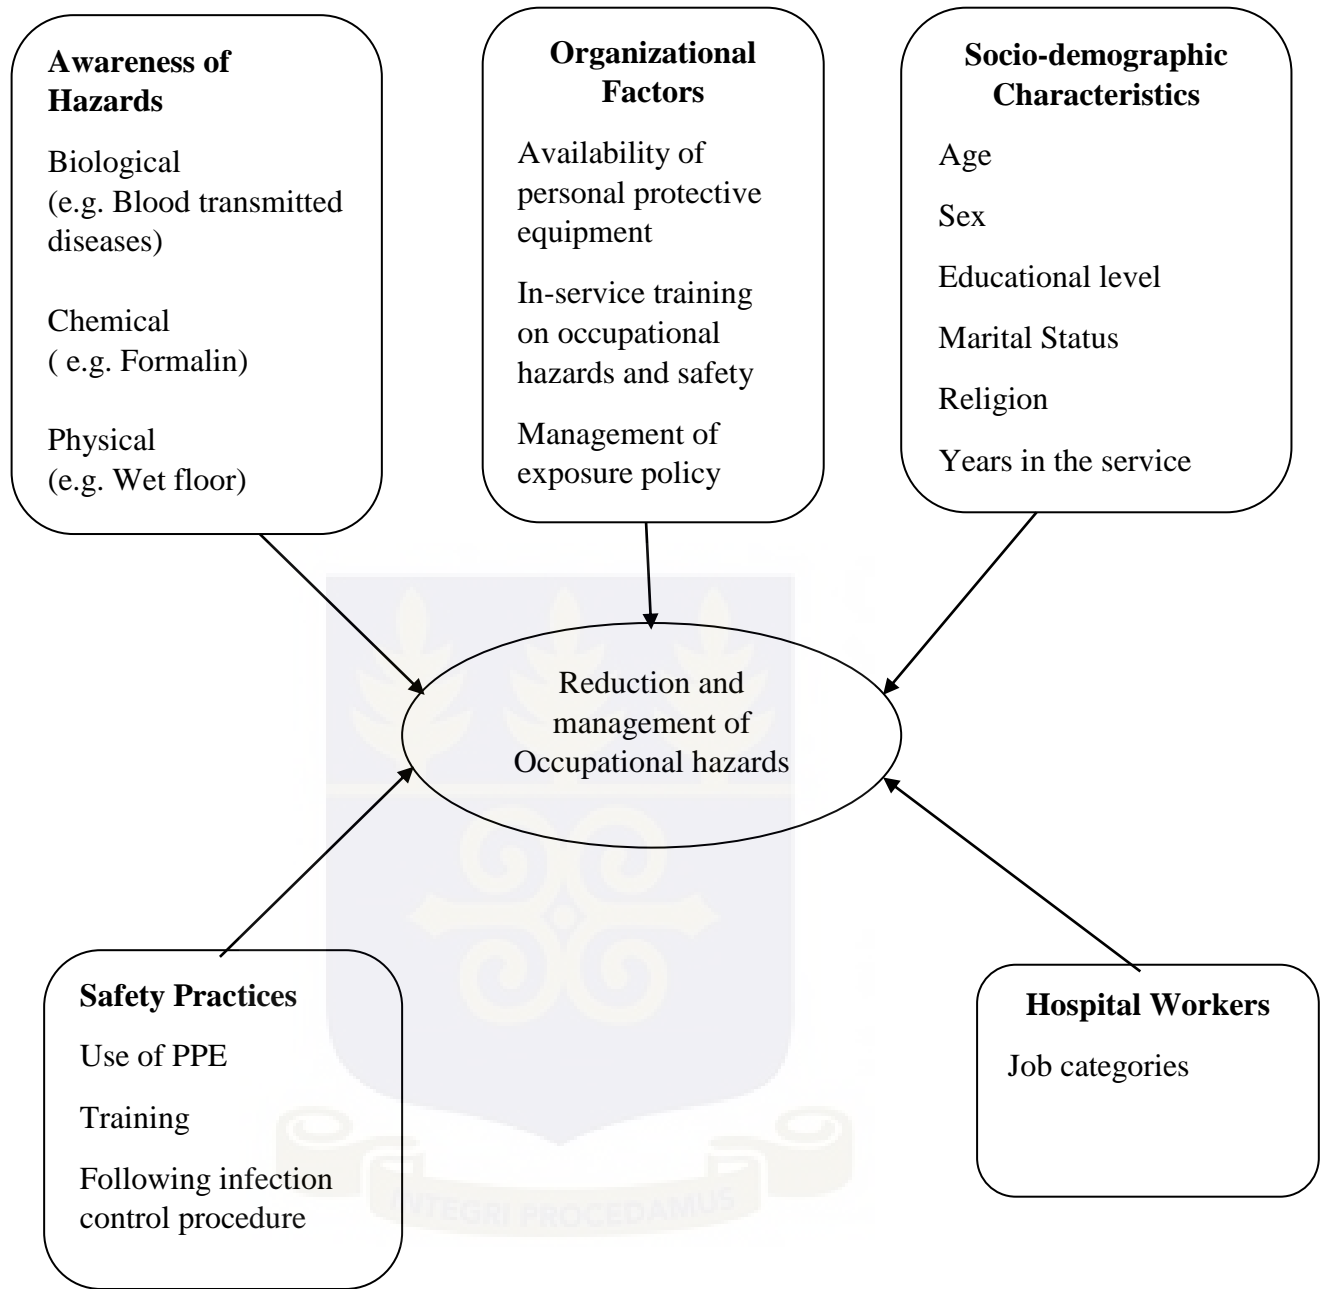 Awareness of
Hazards
Biological
(e.g. Blood transmitted
diseases)
Chemical
( e.g. Formalin)
Physical
(e.g. Wet floor)
Organizational
Factors
Availability of
personal protective
equipment
In-service training
on occupational
hazards and safety
Management of
exposure policy
Socio-demographic
Characteristics
Age
Sex
Educational level
Marital Status
Religion
Years in the service
Reduction and
management of
Occupational hazards
Safety Practices
Use of PPE
Training
Following infection
control procedure
Hospital Workers
Job categories
INTEGRI PROCEDAMUS